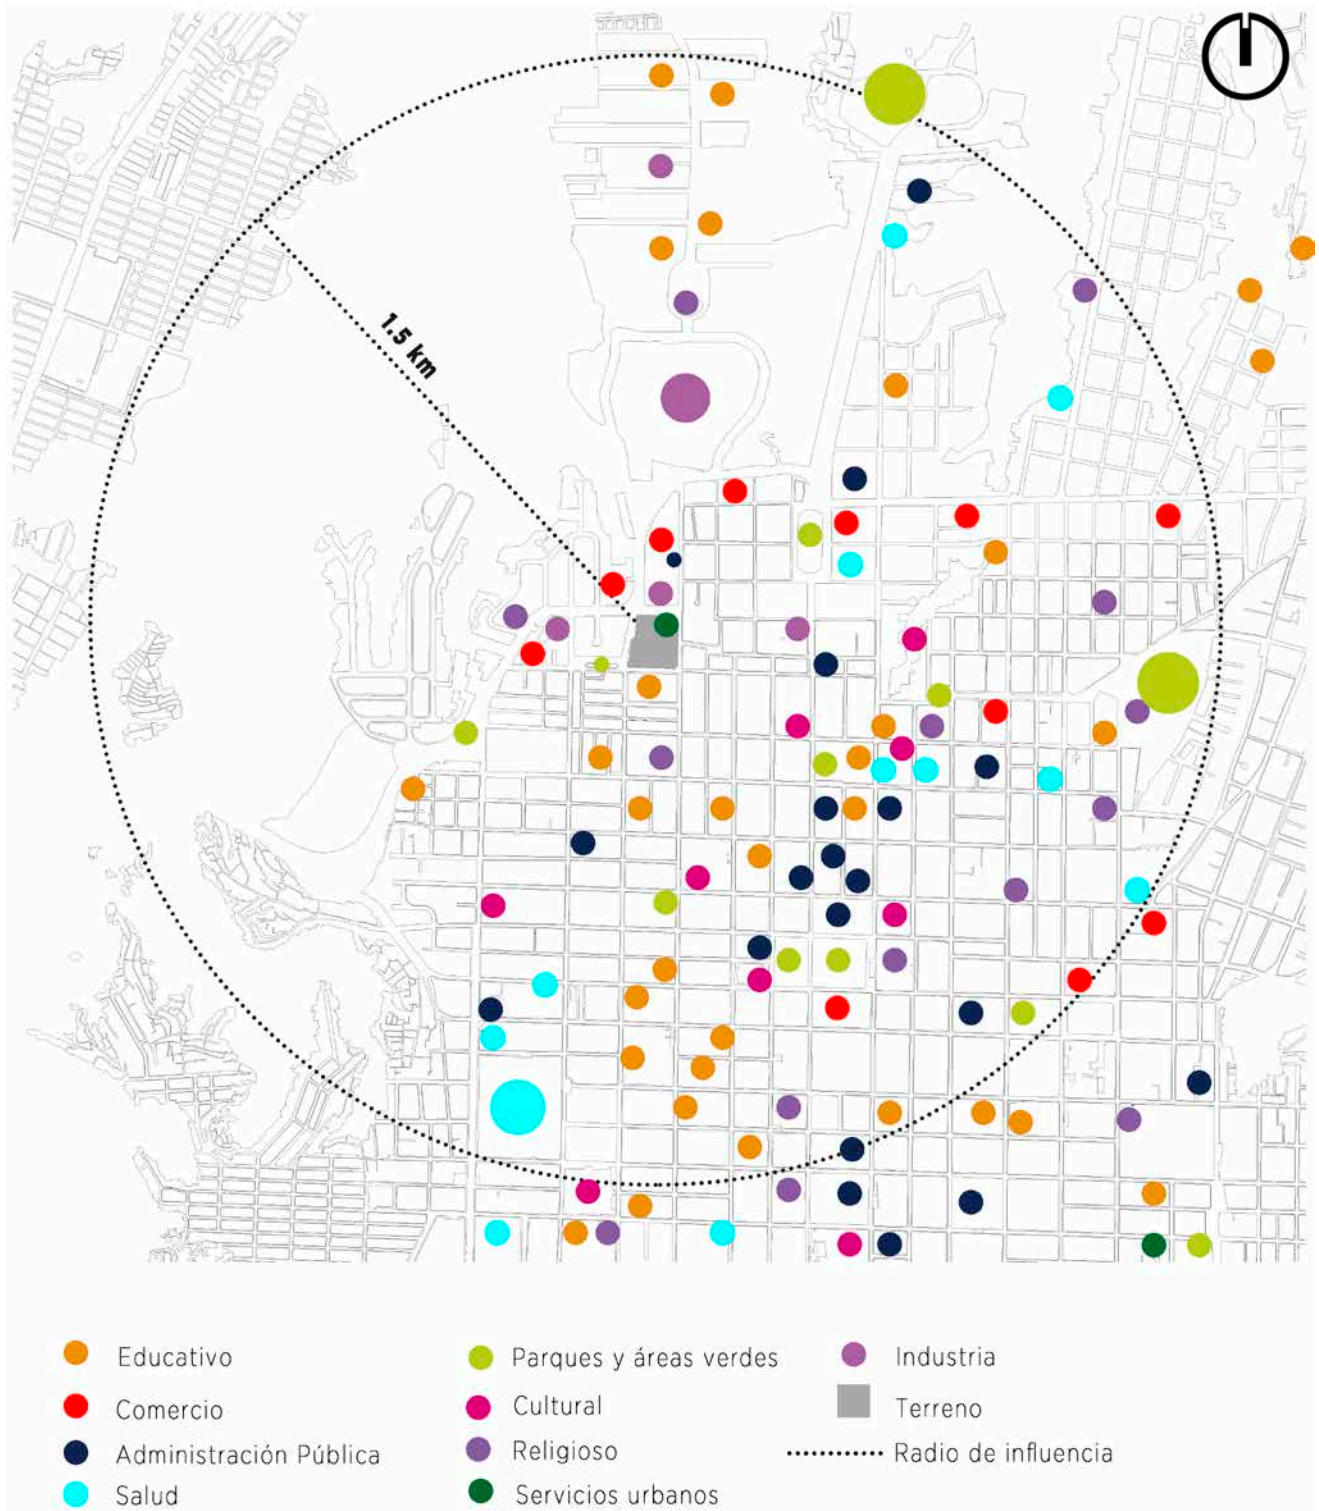 1.5 km
Educativo
Comercio
Administración Pública
Salud
Parques y áreas verdes
Cultural
Religioso
Servicios urbanos
Industria
Terreno
Radio de influencia